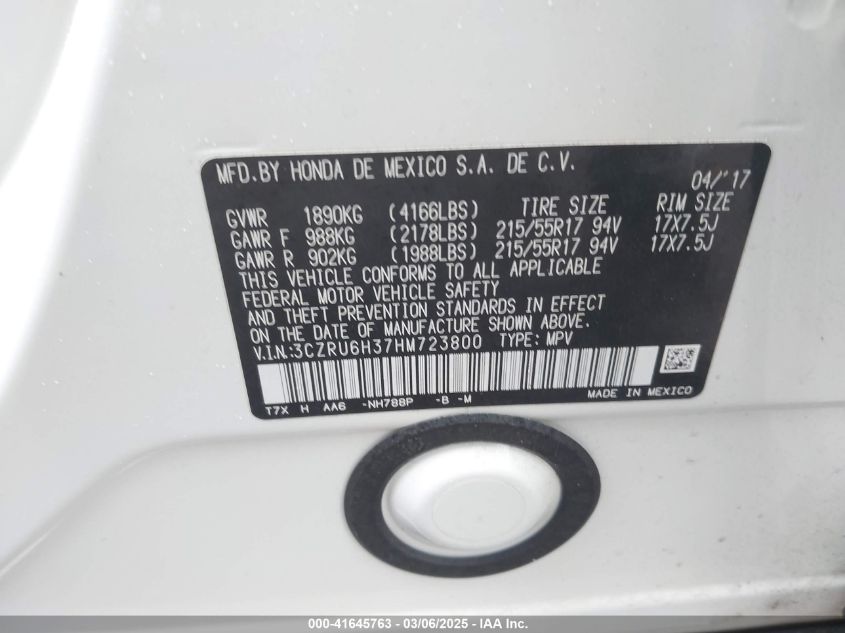 MFD.BY HONDA DE MEXICO S.A. DE C.V. 04/'17
GVWR 1890KG (4166LBS) TIRE SIZE RIM SIZE
GAWR F 988KG (2178LBS) 215/55R17 94V 17X7.5J
GAWR R 902KG (1988LBS) 215/55R17 94V 17X7.5J
THIS VEHICLE CONFORMS TO ALL APPLICABLE
FEDERAL MOTOR VEHICLE SAFETY
AND THEFT PREVENTION STANDARDS IN EFFECT
ON THE DATE OF MANUFACTURE SHOWN ABOVE.
V.I.N.:3CZRU6H37HM723800 TYPE: MPV
T7X H AA6 -NH788P -B -M MADE IN MEXICO
000-41645763 - 03/06/2025 - IAA Inc.